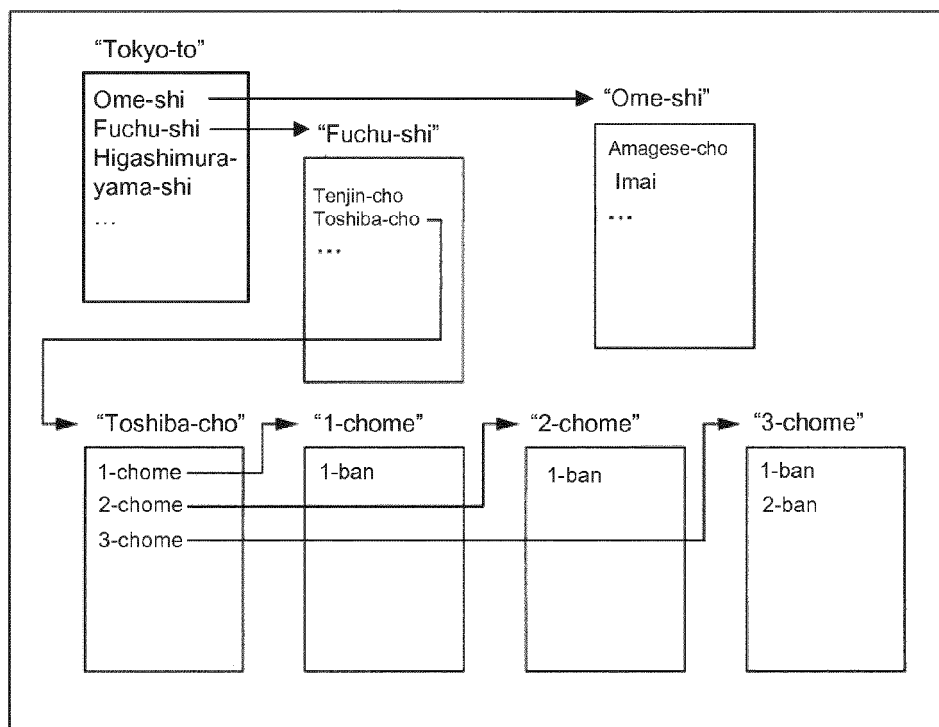 “Tokyo-to”
Ome-shi
Fuchu-shi
Higashimura-
yama-shi
...
“Ome-shi”
Amagese-cho
Imai
...
“Fuchu-shi”
Tenjin-cho
Toshiba-cho
...
“Toshiba-cho”
1-chome
2-chome
3-chome
“1-chome”
1-ban
“2-chome”
1-ban
“3-chome”
1-ban
2-ban